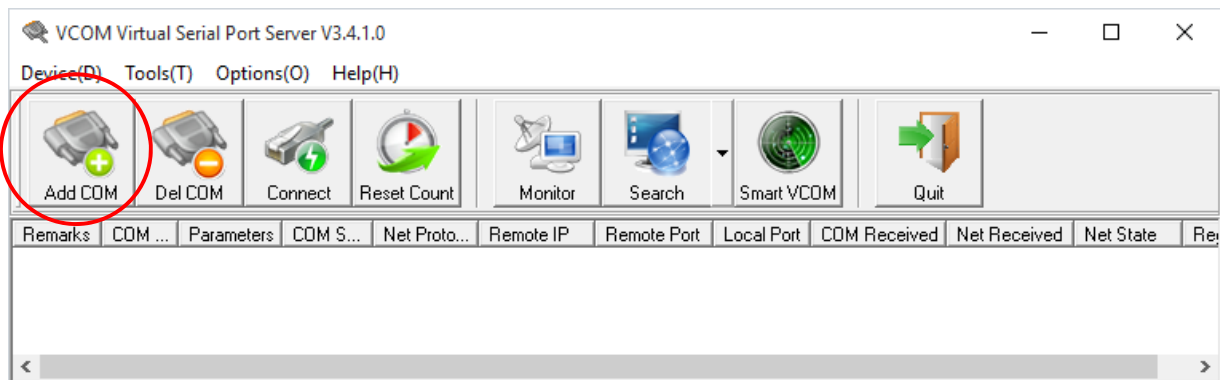 VCOM Virtual Serial Port Server V3.4.1.0
Device(D) Tools(T) Options(O) Help(H)
Add COM Del COM Connect Reset Count Monitor Search Smart VCOM Quit
Remarks COM ... Parameters COM S... Net Proto... Remote IP Remote Port Local Port COM Received Net Received Net State